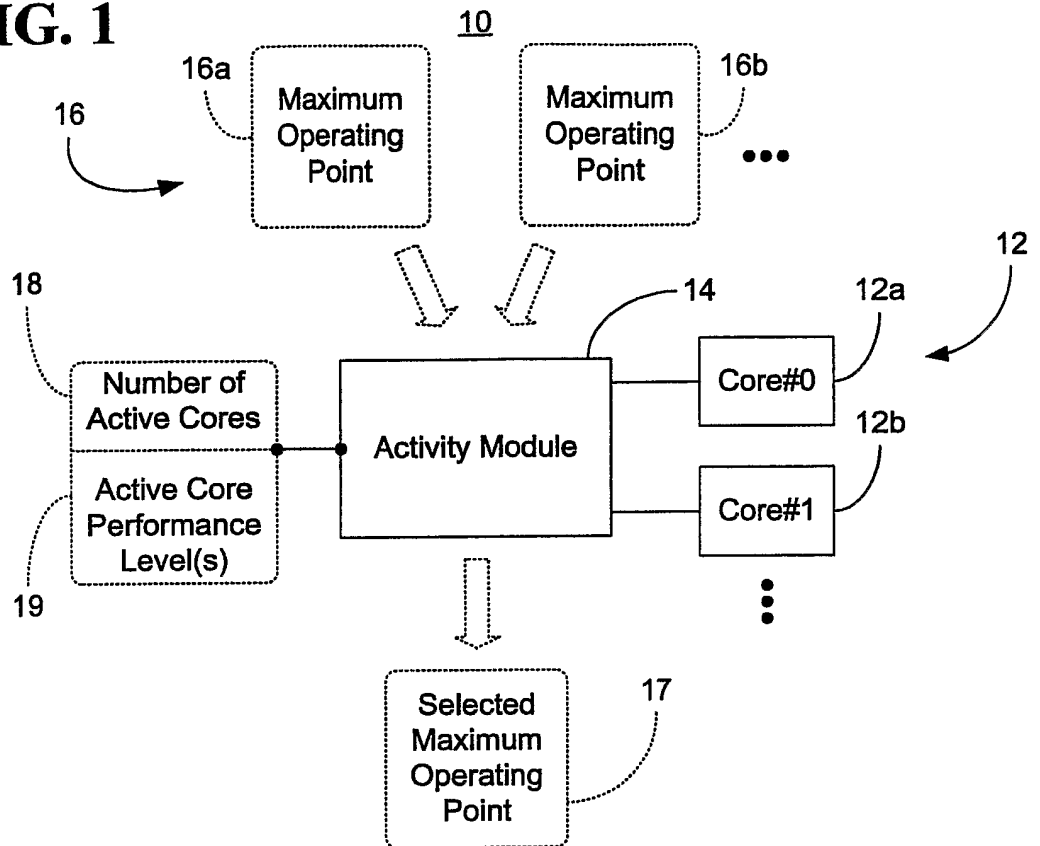 IG. 1
10
16a
Maximum
Operating
Point
Maximum
Operating
Point
16b
16
12
18
14
12a
Number of
Active Cores
Activity Module
Core#0
12b
Active Core
Performance
Level(s)
Core#1
19
Selected
Maximum
Operating
Point
17